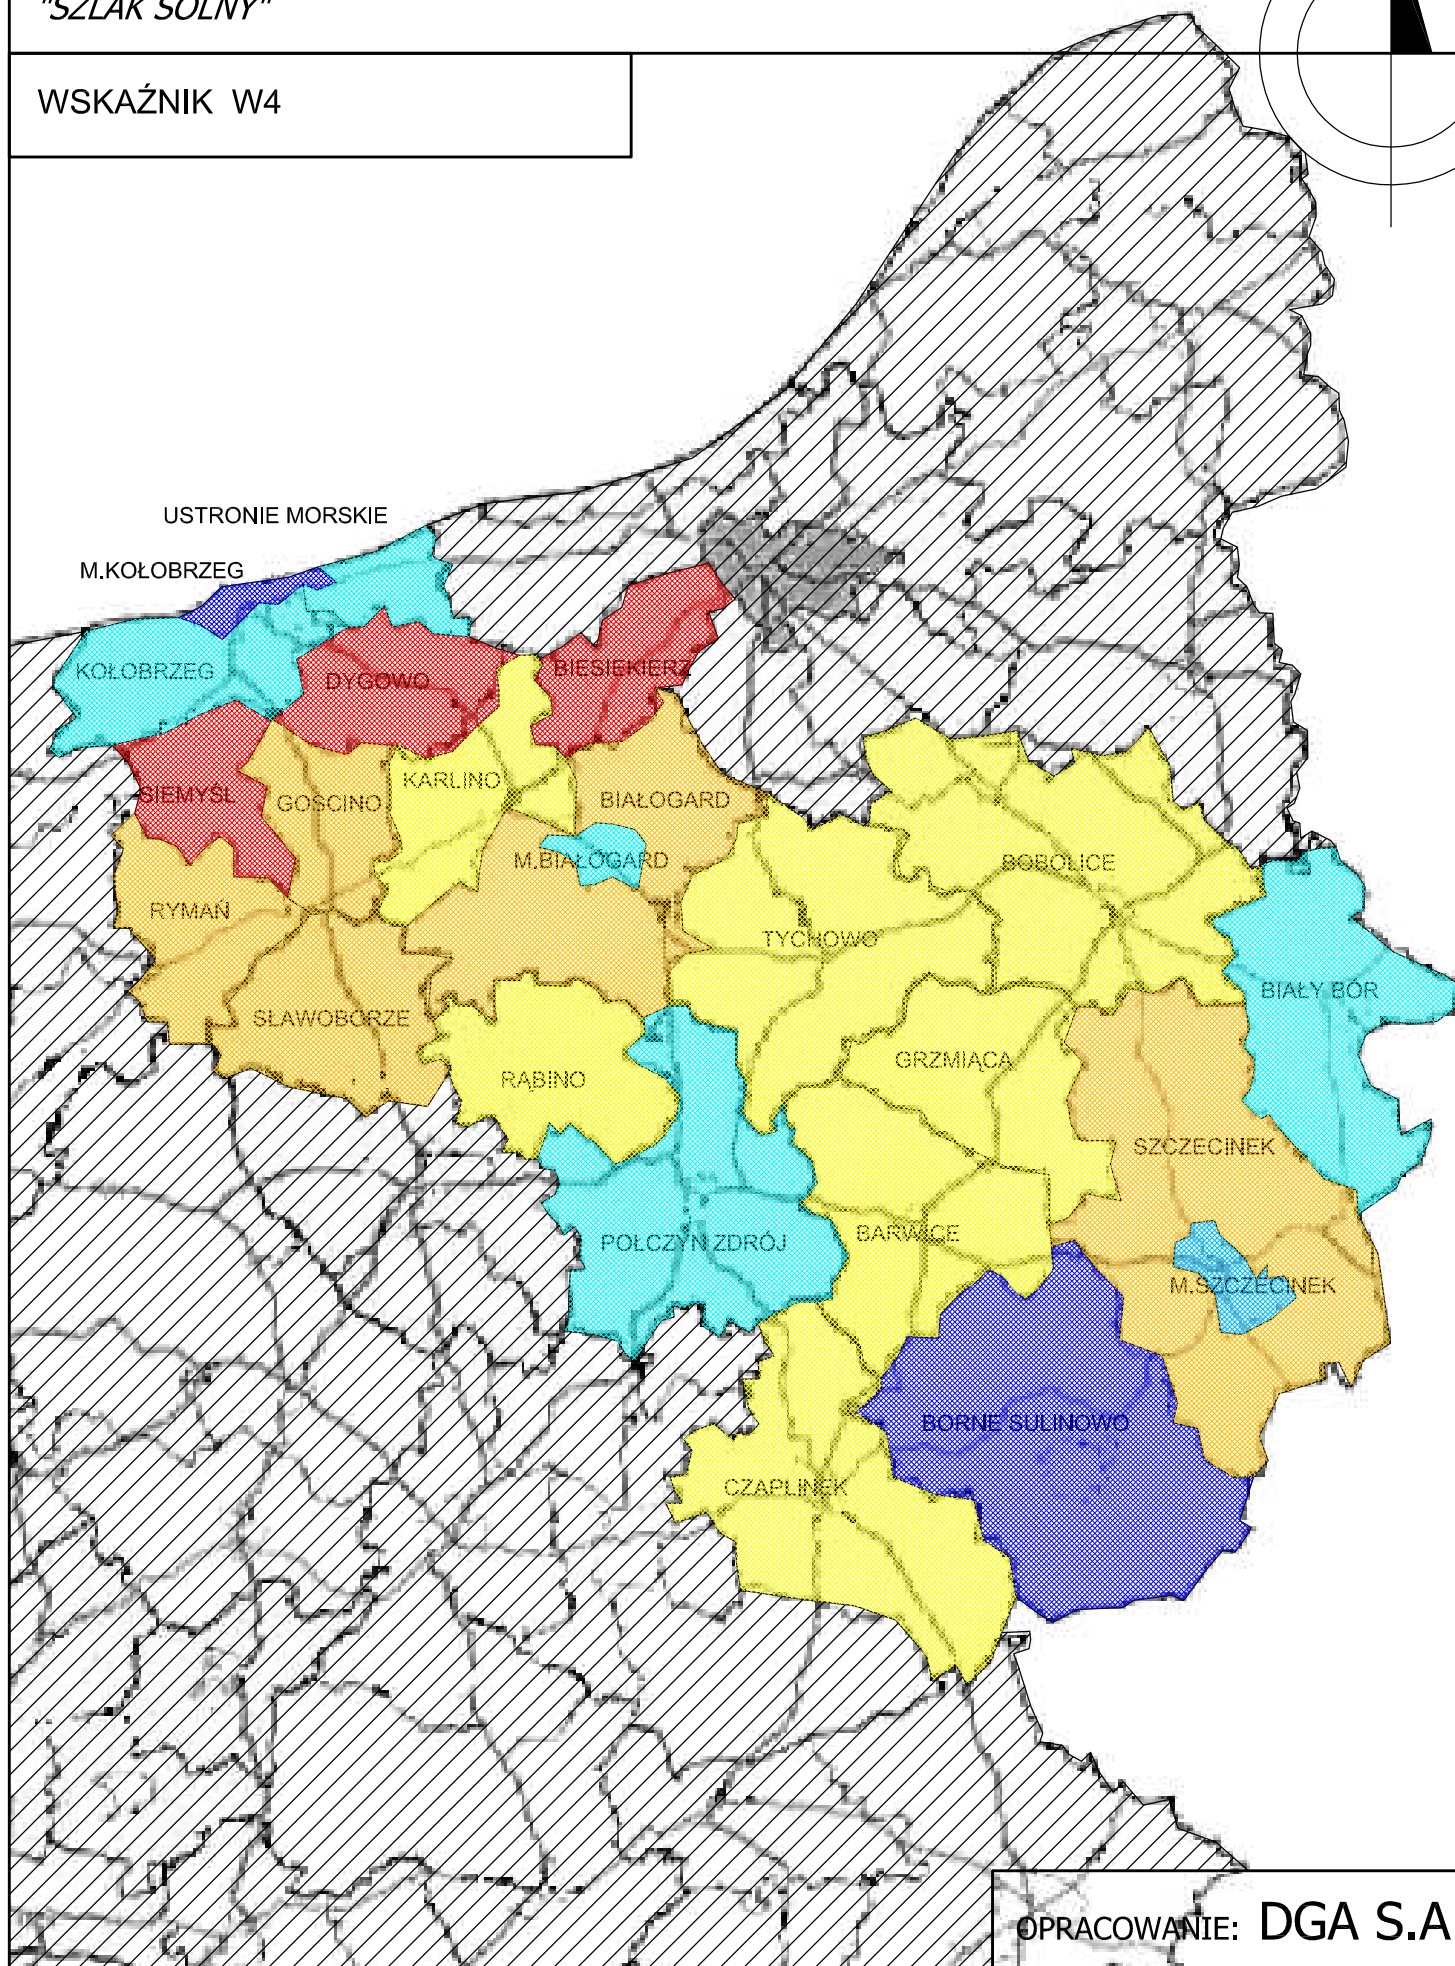 "SZLAK SOLNY"
WSKAŹNIK W4
USTRONIE MORSKIE
M.KOŁOBRZEG
KOŁOBRZEG
DYGOWO
BIESIEKIERZ
SIEMYŚL
GOŚCINO
KARLINO
BIAŁOGARD
M.BIAŁOGARD
BOBOLICE
RYMAŃ
TYCHOWO
SŁAWOBORZE
BIAŁY BÓR
RĄBINO
GRZMIĄCA
SZCZECINEK
POŁCZYN ZDRÓJ
BARWICE
M.SZCZECINEK
BORNE SULINOWO
CZAPLINEK
OPRACOWANIE: DGA S.A